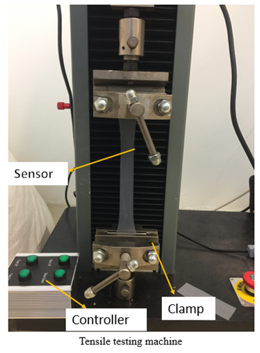 Sensor
Clamp
Controller
Tensile testing machine